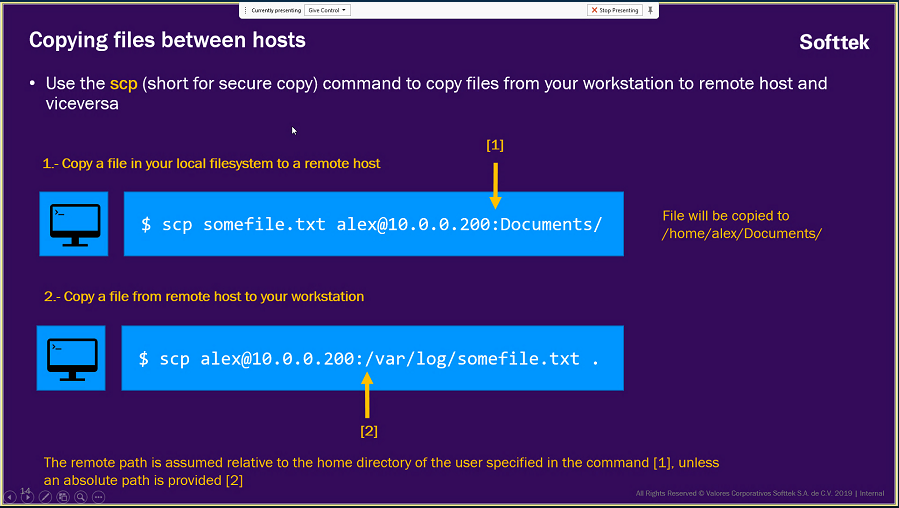 Currently presenting Give Control Stop Presenting
Copying files between hosts
Softtek
• Use the scp (short for secure copy) command to copy files from your workstation to remote host and
viceversa
[1]
1.- Copy a file in your local filesystem to a remote host
$ scp somefile.txt alex@10.0.0.200:Documents/
File will be copied to
/home/alex/Documents/
2.- Copy a file from remote host to your workstation
$ scp alex@10.0.0.200:/var/log/somefile.txt .
[2]
The remote path is assumed relative to the home directory of the user specified in the command [1], unless
an absolute path is provided [2]
14
All Rights Reserved © Valores Corporativos Softtek S.A. de C.V. 2019 | Internal